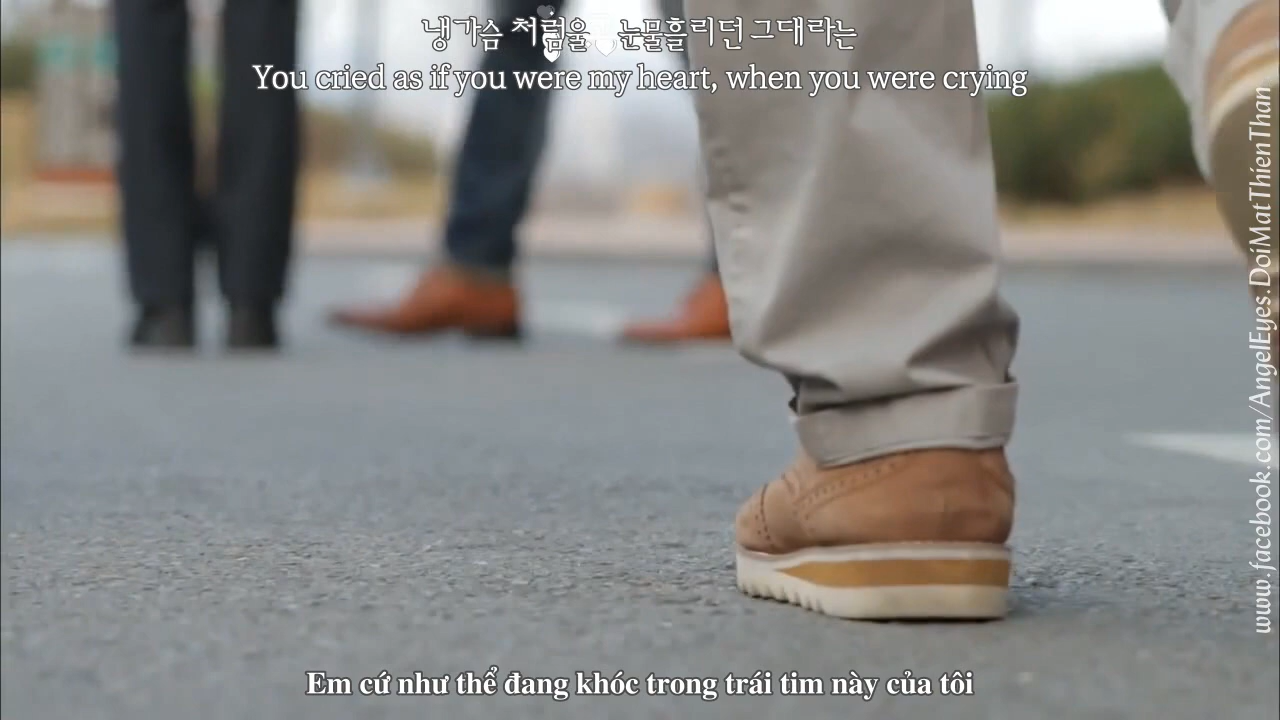 냉가슴 처럼울 눈물흘리던 그대라는
You cried as if you were my heart, when you were crying
www.facebook.com/AngelEyes.DoiMatThienThan
Em cứ như thể đang khóc trong trái tim này của tôi